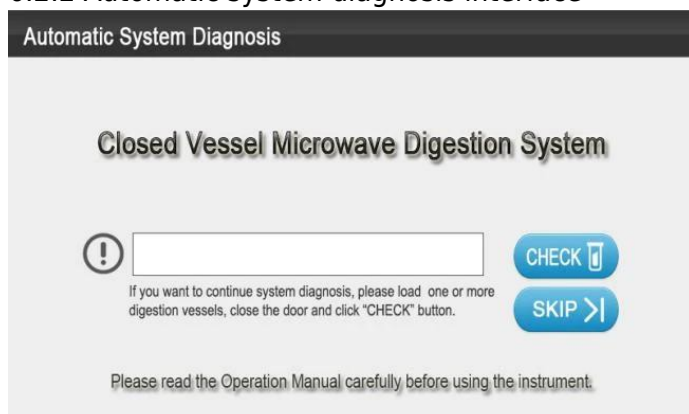 Automatic System Diagnosis
Closed Vessel Microwave Digestion System
CHECK
If you want to continue system diagnosis, please load one or more
digestion vessels, close the door and click "CHECK" button.
SKIP
Please read the Operation Manual carefully before using the instrument.